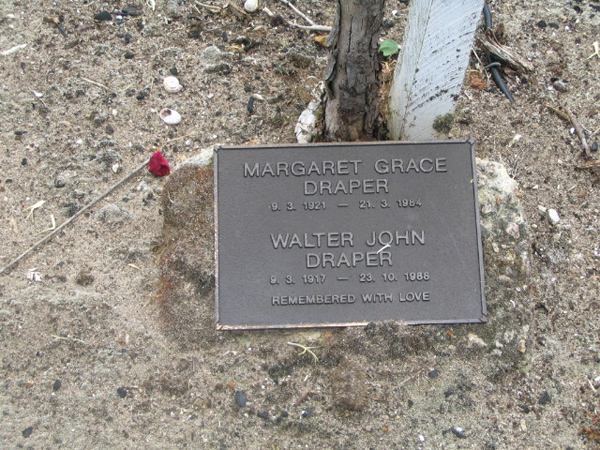 MARGARET GRACE
DRAPER
9. 3. 1921 — 21. 3. 1984
WALTER JOHN
DRAPER
9. 3. 1917 — 23. 10. 1988
REMEMBERED WITH LOVE